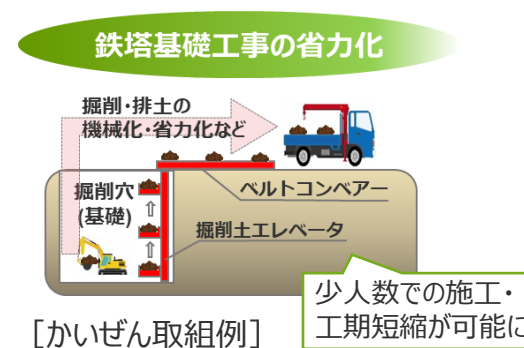 鉄塔基礎工事の省力化
掘削・排土の
機械化・省力化など
掘削穴
(基礎)
ベルトコンベアー
掘削土エレベータ
少人数での施工・
工期短縮が可能に
[かいぜん取組例]